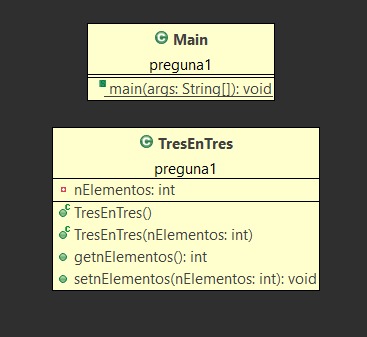 Main
preguna1
main(args: String[]): void
TresEnTres
preguna1
nElementos: int
TresEnTres()
TresEnTres(nElementos: int)
getnElementos(): int
setnElementos(nElementos: int): void